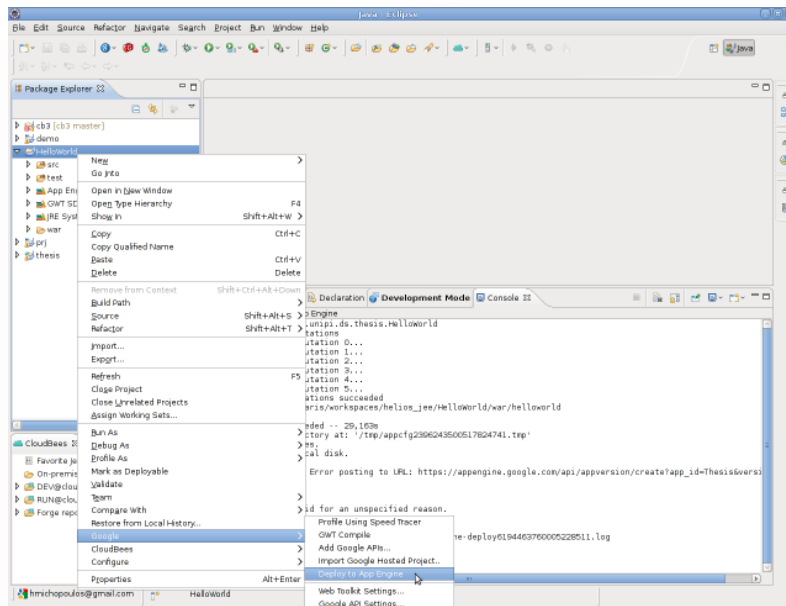 Java - Eclipse
File Edit Source Refactor Navigate Search Project Run Window Help
Java
Package Explorer
cb3 [cb3 master]
demo
HelloWorld
src
test
App Eng
GWT SD
JRE Syst
war
prj
thesis
New
Go Into
Open in New Window
Open Type Hierarchy F4
Show In Shift+Alt+W
Copy Ctrl+C
Copy Qualified Name
Paste Ctrl+V
Delete Delete
Remove from Context Shift+Ctrl+Alt+Down
Build Path
Source Shift+Alt+S
Refactor Shift+Alt+T
Import...
Export...
Refresh F5
Close Project
Close Unrelated Projects
Assign Working Sets...
Run As
Debug As
Profile As
Mark as Deployable
Validate
Team
Compare With
Restore from Local History...
Google
CloudBees
Configure
Properties Alt+Enter
Profile Using Speed Tracer
GWT Compile
Add Google APIs...
Import Google Hosted Project...
Deploy to App Engine
Web Toolkit Settings...
Google API Settings...
Declaration Development Mode Console
Engine
unipi.ds.thesis.HelloWorld
tations
utation 0...
utation 1...
utation 2...
utation 3...
utation 4...
utation 5...
ations succeeded
aris/workspaces/helios_jee/HelloWorld/war/helloworld
eded -- 29,163s
ctory at: '/tmp/appcfg2396243500517824741.tmp'
es.
cal disk.
Error posting to URL: https://appengine.google.com/api/appversion/create?app_id=Thesis&versi
id for an unspecified reason.
ne-deploy6194463760005228511.log
CloudBees
Favorite Je
On-premis
DEV@clou
RUN@clou
Forge repo
hmichopoulos@gmail.com HelloWorld